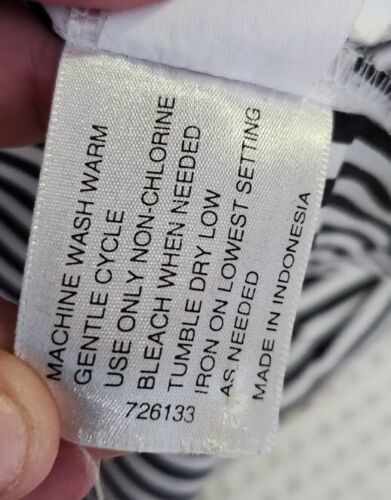 MACHINE WASH WARM
GENTLE CYCLE
USE ONLY NON-CHLORINE
BLEACH WHEN NEEDED
TUMBLE DRY LOW
IRON ON LOWEST SETTING
AS NEEDED
MADE IN INDONESIA
726133